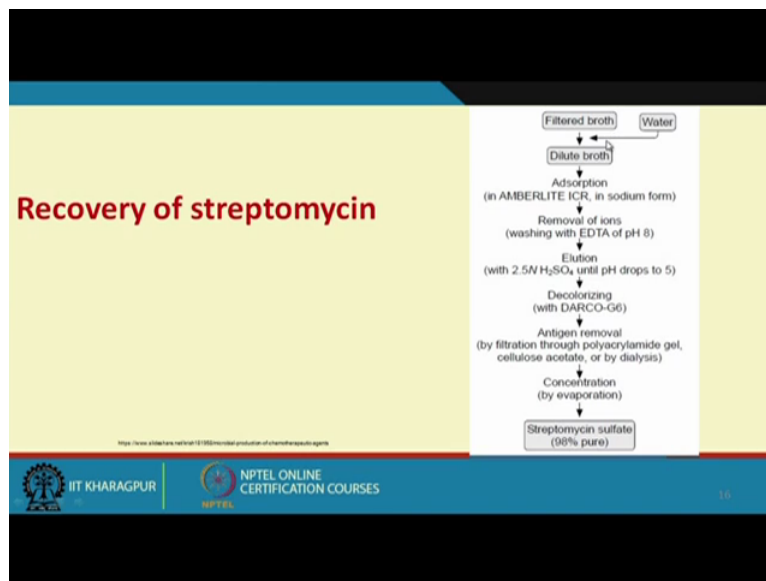 Recovery of streptomycin
Filtered broth
Water
Dilute broth
Adsorption
(in AMBERLITE ICR, in sodium form)
Removal of ions
(washing with EDTA of pH 8)
Elution
(with 2.5N H₂SO₄ until pH drops to 5)
Decolorizing
(with DARCO-G6)
Antigen removal
(by filtration through polyacrylamide gel,
cellulose acetate, or by dialysis)
Concentration
(by evaporation)
Streptomycin sulfate
(98% pure)
IIT KHARAGPUR
NPTEL
NPTEL ONLINE
CERTIFICATION COURSES
16